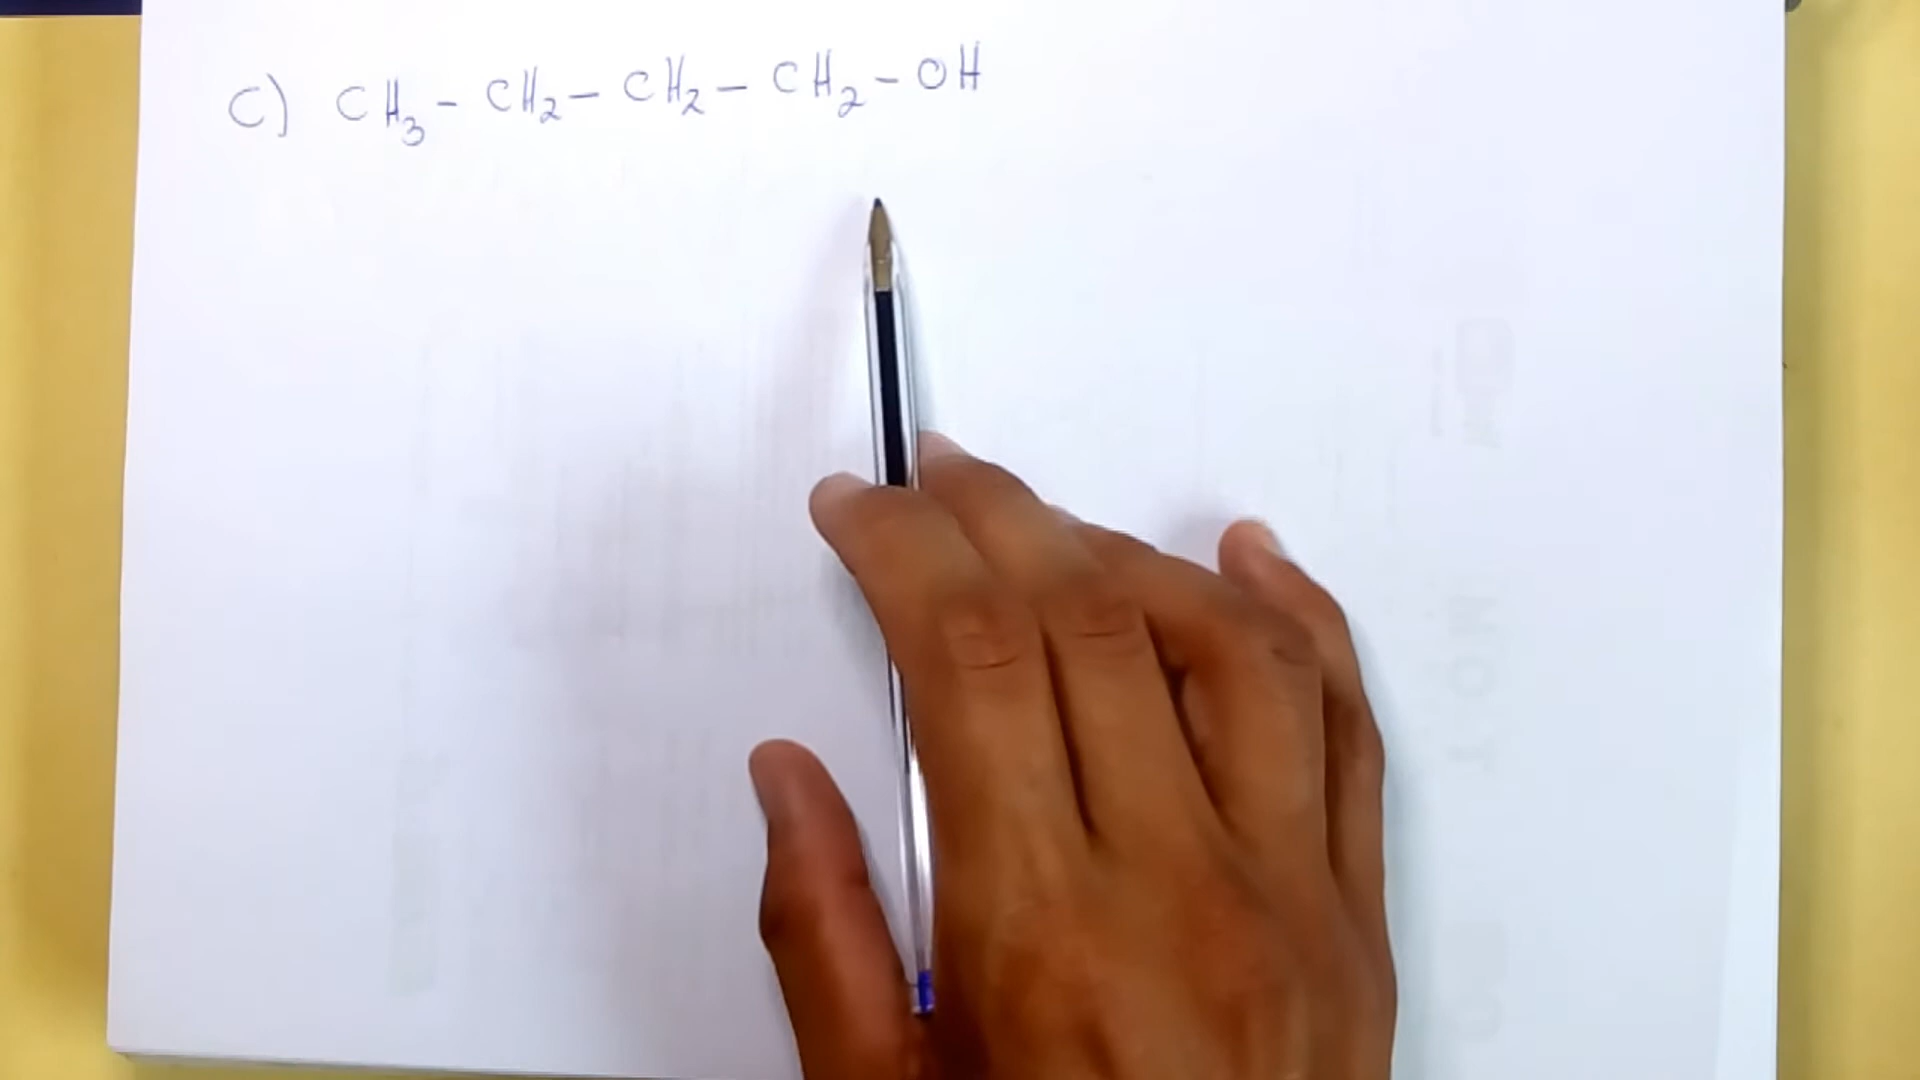 C) CH₃ - CH₂ - CH₂ - CH₂ - OH